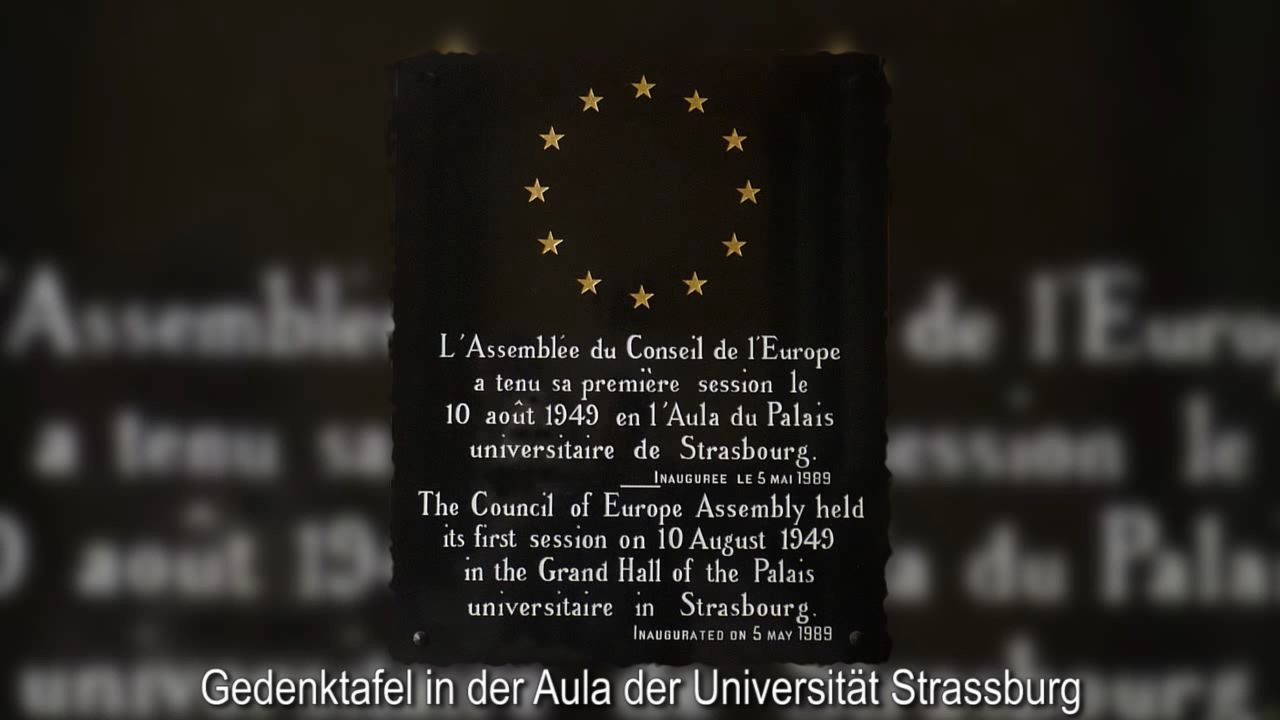 L'Assemblée du Conseil de l'Europe
a tenu sa première session le
10 août 1949 en l'Aula du Palais
universitaire de Strasbourg.
Inauguree le 5 mai 1989
The Council of Europe Assembly held
its first session on 10 August 1949
in the Grand Hall of the Palais
universitaire in Strasbourg.
Inaugurated on 5 may 1989
Gedenktafel in der Aula der Universität Strassburg